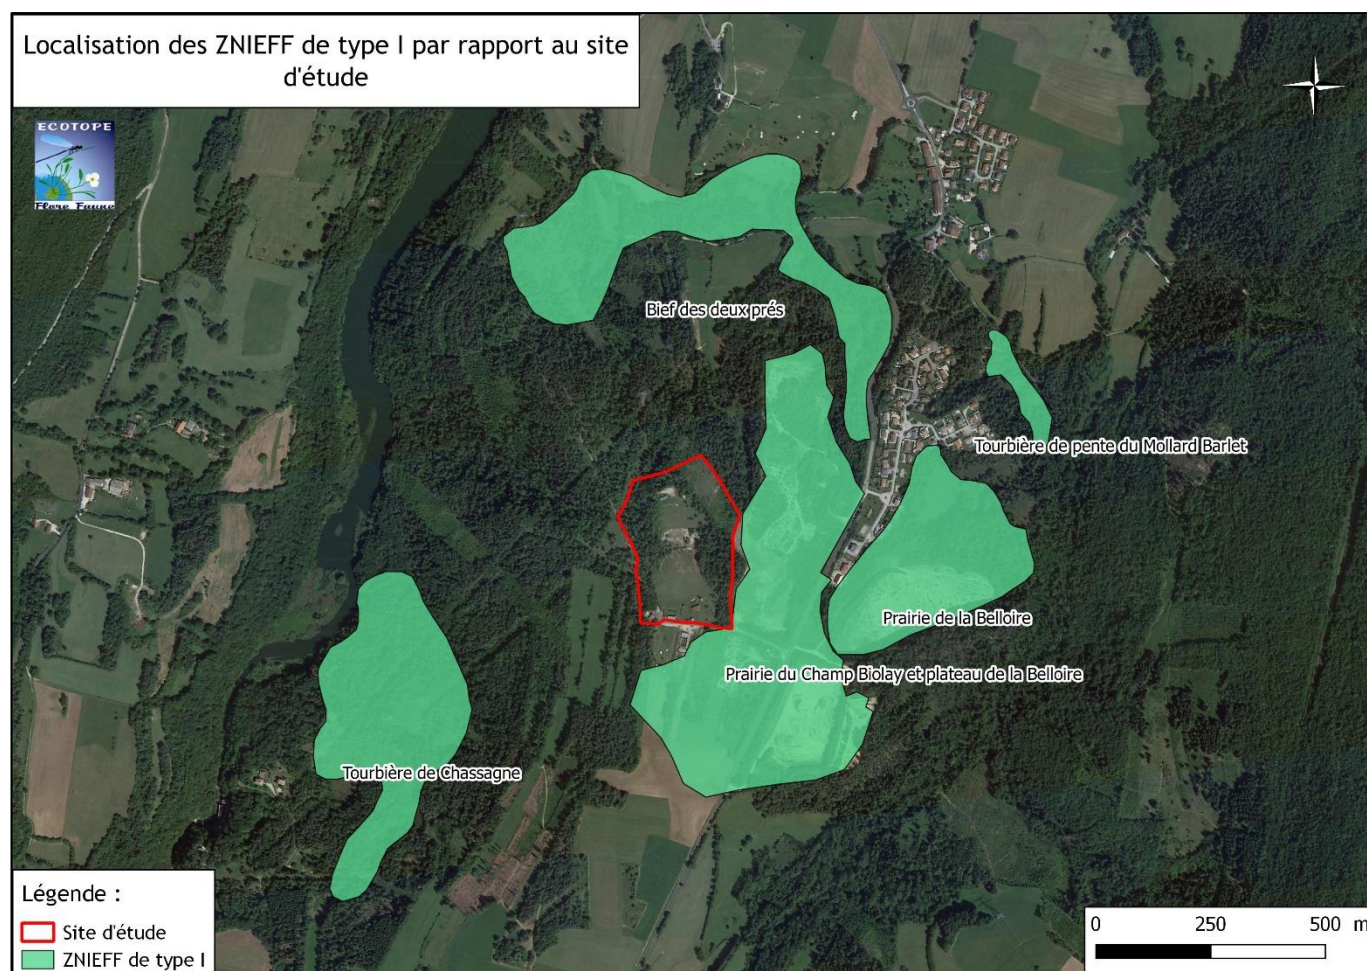 Localisation des ZNIEFF de type I par rapport au site
d'étude
ECOTOPE
Flore Faune
Bief des deux prés
Tourbière de pente du Mollard Barlet
Prairie de la Belloire
Prairie du Champ Biolay et plateau de la Belloire
Tourbière de Chassagne
Légende :
Site d'étude
ZNIEFF de type I
0 250 500 m